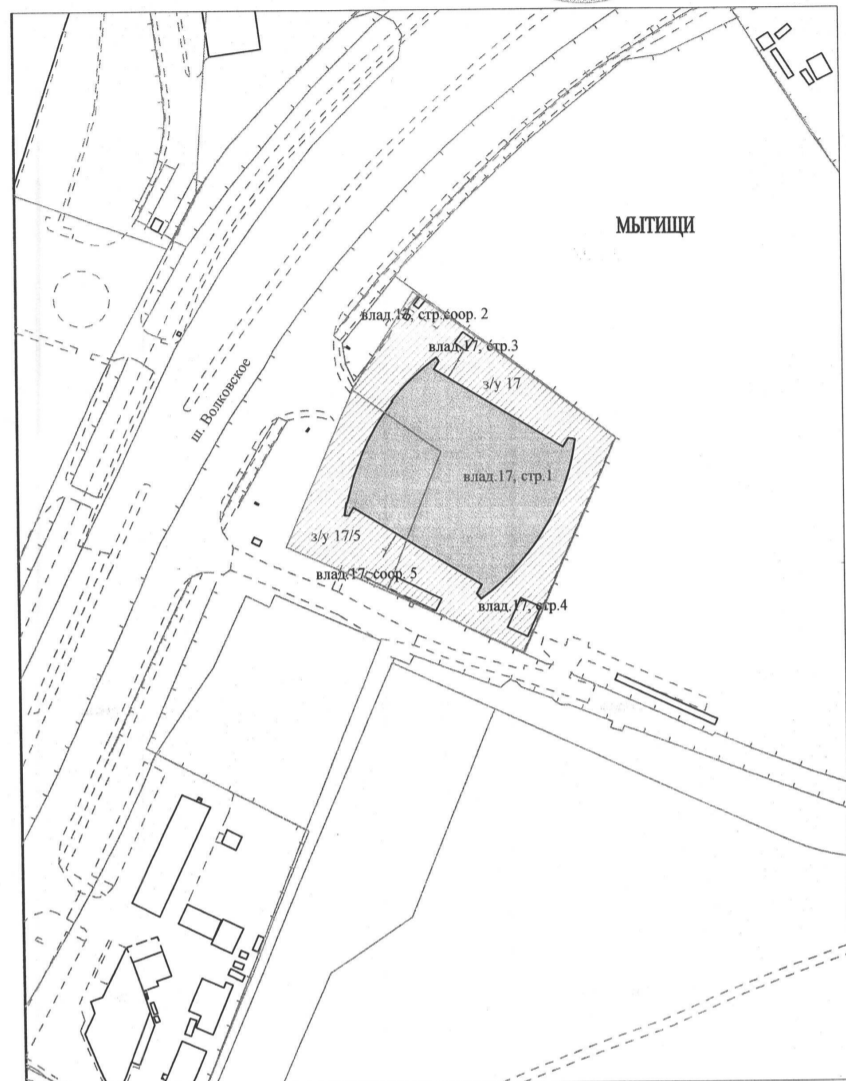 МЫТИЩИ
влад.17, стр.соор. 2
влад.17, стр.3
з/у 17
ш. Волковское
влад.17, стр.1
з/у 17/5
влад.17, соор. 5
влад.17, стр.4